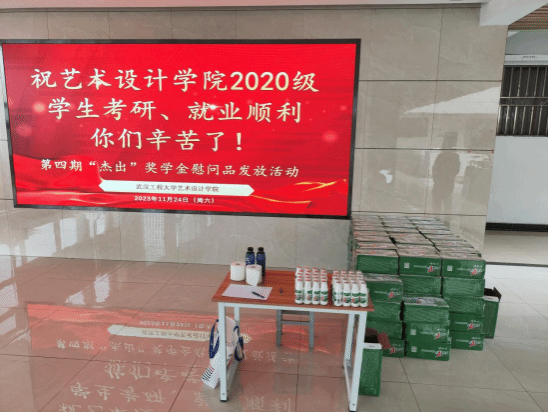 祝艺术设计学院2020级
学生考研、就业顺利
你们辛苦了！
第四期“杰出”奖学金慰问品发放活动
武汉工程大学艺术设计学院
2023年11月24日（周六）